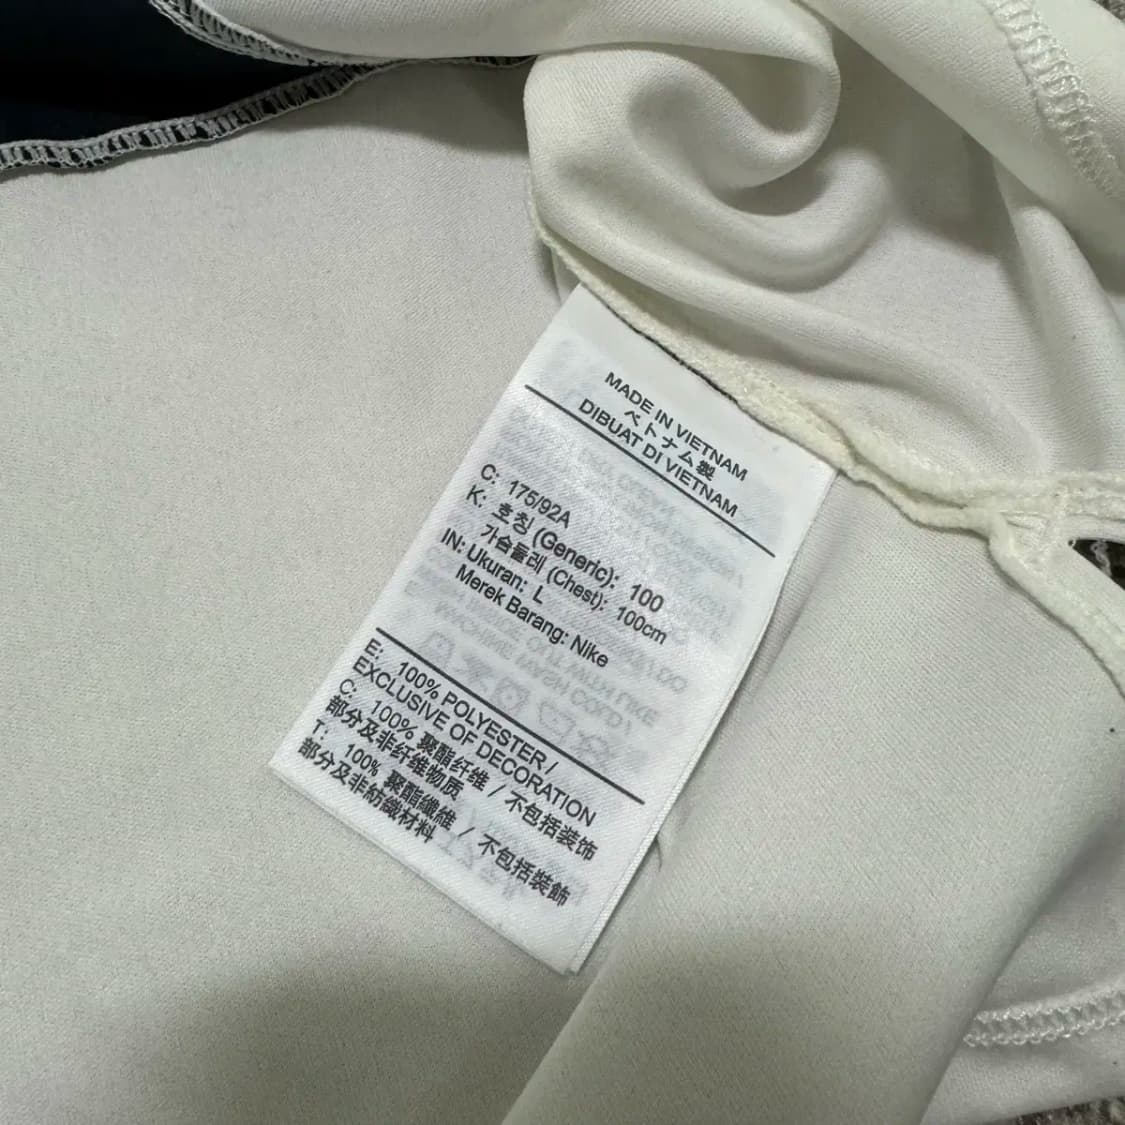 MADE IN VIETNAM
ベトナム製
DIBUAT DI VIETNAM
C: 175/92A
K: 호칭 (Generic): 100
가슴둘레 (Chest): 100cm
IN: Ukuran: L
Merek Barang: Nike
E: 100% POLYESTER /
EXCLUSIVE OF DECORATION
C: 100% 聚酯纤维 / 不包括装饰
部分及非纤维物质
T: 100% 聚酯纖維 / 不包括裝飾
部分及非紡織材料